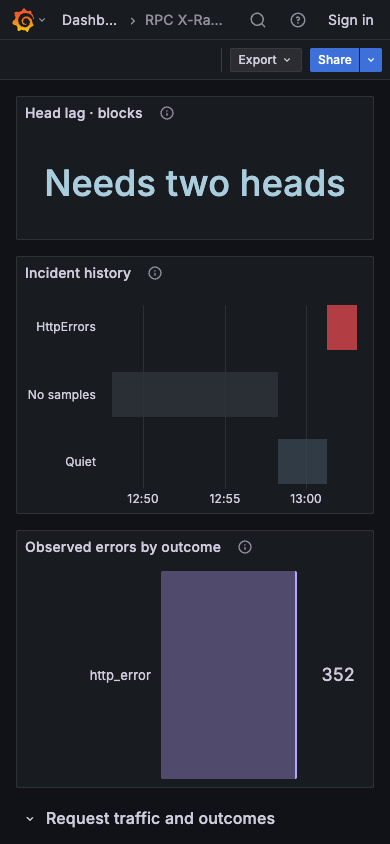 Dashb... › RPC X-Ra... Sign in
Export Share
Head lag · blocks
Needs two heads
Incident history
HttpErrors
No samples
Quiet
12:50 12:55 13:00
Observed errors by outcome
http_error 352
Request traffic and outcomes